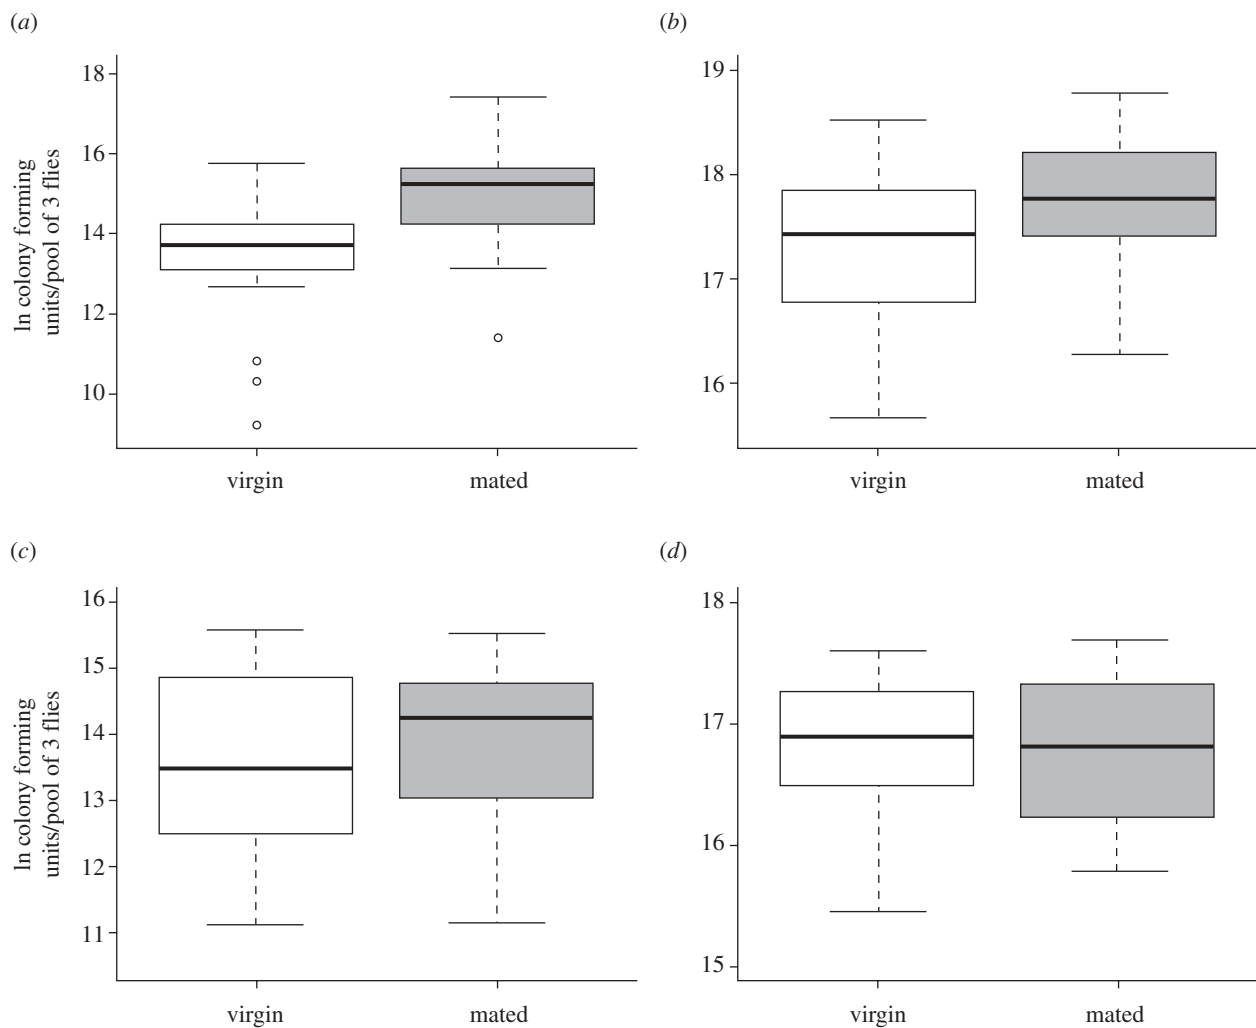 (a)
18
16
14
12
10
ln colony forming
units/pool of 3 flies
virgin
mated
(b)
19
18
17
16
virgin
mated
(c)
16
15
14
13
12
11
ln colony forming
units/pool of 3 flies
virgin
mated
(d)
18
17
16
15
virgin
mated